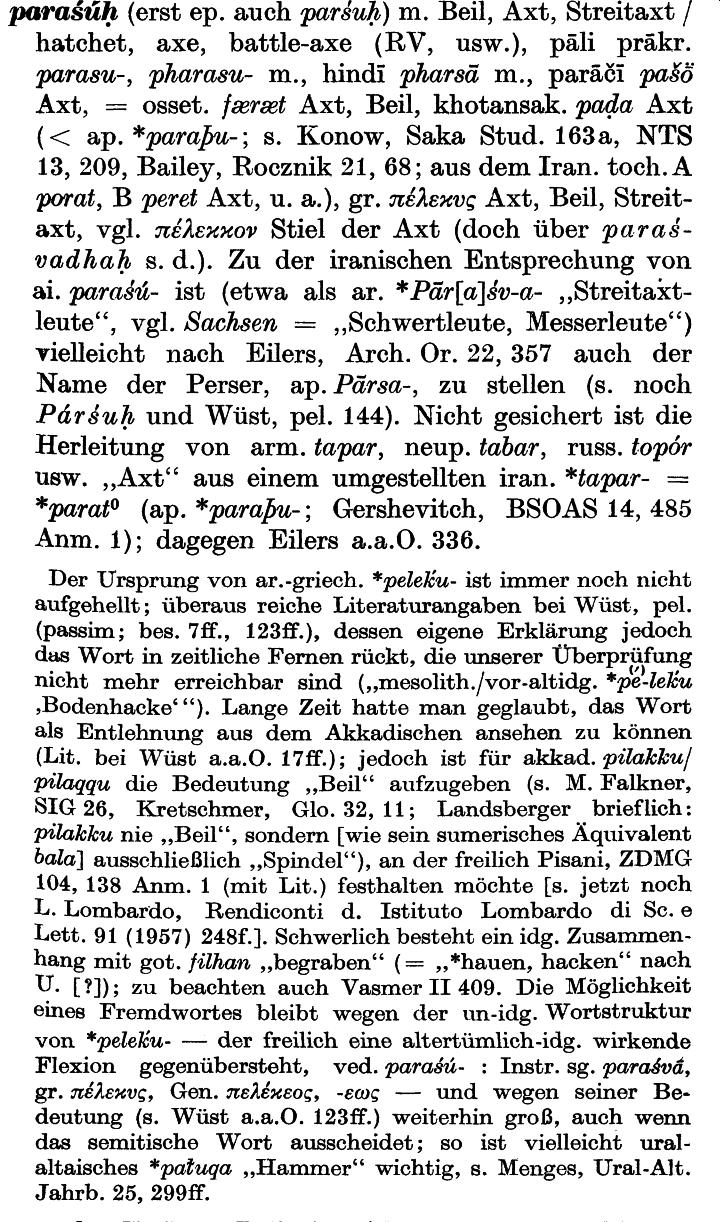 paraśúḥ (erst ep. auch parśuḥ) m. Beil, Axt, Streitaxt /
hatchet, axe, battle-axe (RV, usw.), pāli prākr.
parasu-, pharasu- m., hindī pharsā m., parāčī pašȫ
Axt, = osset. færæt Axt, Beil, khotansak. paḍa Axt
(< ap. *paraþu-; s. Konow, Saka Stud. 163a, NTS
13, 209, Bailey, Rocznik 21, 68; aus dem Iran. toch. A
porat, B peret Axt, u. a.), gr. πέλεκυς Axt, Beil, Streit-
axt, vgl. πέλεκκον Stiel der Axt (doch über paraś-
vadhaḥ s. d.). Zu der iranischen Entsprechung von
ai. paraśú- ist (etwa als ar. *Pār[a]śv-a- „Streitaxt-
leute“, vgl. Sachsen = „Schwertleute, Messerleute“)
vielleicht nach Eilers, Arch. Or. 22, 357 auch der
Name der Perser, ap. Pārsa-, zu stellen (s. noch
Párśuḥ und Wüst, pel. 144). Nicht gesichert ist die
Herleitung von arm. tapar, neup. tabar, russ. topór
usw. „Axt“ aus einem umgestellten iran. *tapar- =
*parat⁰ (ap. *paraþu-; Gershevitch, BSOAS 14, 485
Anm. 1); dagegen Eilers a.a.O. 336.
Der Ursprung von ar.-griech. *peleḱu- ist immer noch nicht
aufgehellt; überaus reiche Literaturangaben bei Wüst, pel.
(passim; bes. 7ff., 123ff.), dessen eigene Erklärung jedoch
das Wort in zeitliche Fernen rückt, die unserer Überprüfung
nicht mehr erreichbar sind („mesolith./vor-altidg. *pē̆-leḱu
‚Bodenhacke‘“). Lange Zeit hatte man geglaubt, das Wort
als Entlehnung aus dem Akkadischen ansehen zu können
(Lit. bei Wüst a.a.O. 17ff.); jedoch ist für akkad. pilakku/
pilaqqu die Bedeutung „Beil“ aufzugeben (s. M. Falkner,
SIG 26, Kretschmer, Glo. 32, 11; Landsberger brieflich:
pilakku nie „Beil“, sondern [wie sein sumerisches Äquivalent
bala] ausschließlich „Spindel“), an der freilich Pisani, ZDMG
104, 138 Anm. 1 (mit Lit.) festhalten möchte [s. jetzt noch
L. Lombardo, Rendiconti d. Istituto Lombardo di Sc. e
Lett. 91 (1957) 248f.]. Schwerlich besteht ein idg. Zusammen-
hang mit got. filhan „begraben“ (= „*hauen, hacken“ nach
U. [?]); zu beachten auch Vasmer II 409. Die Möglichkeit
eines Fremdwortes bleibt wegen der un-idg. Wortstruktur
von *peleḱu- — der freilich eine altertümlich-idg. wirkende
Flexion gegenübersteht, ved. paraśú- : Instr. sg. paraśvā́,
gr. πέλεκυς, Gen. πελέκεος, -εως — und wegen seiner Be-
deutung (s. Wüst a.a.O. 123ff.) weiterhin groß, auch wenn
das semitische Wort ausscheidet; so ist vielleicht ural-
altaisches *pałuqa „Hammer“ wichtig, s. Menges, Ural-Alt.
Jahrb. 25, 299ff.